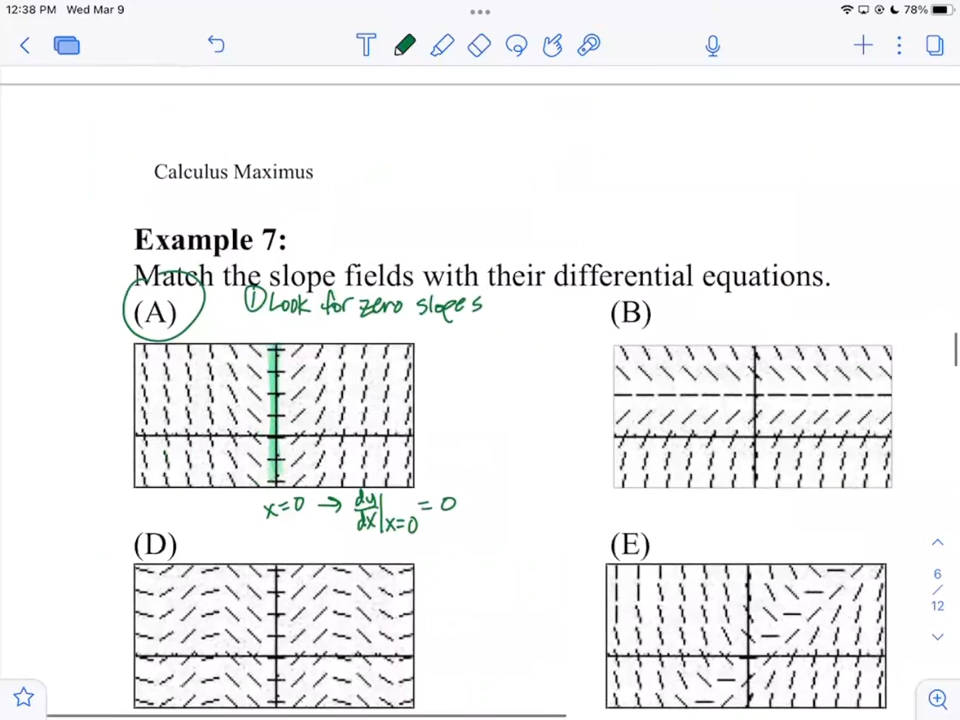 12:38 PM Wed Mar 9
78%
T
Calculus Maximus
Example 7:
Match the slope fields with their differential equations.
(A)
① Look for zero slopes
(B)
x=0 → dy/dx|x=0 = 0
(D)
(E)
6
/
12